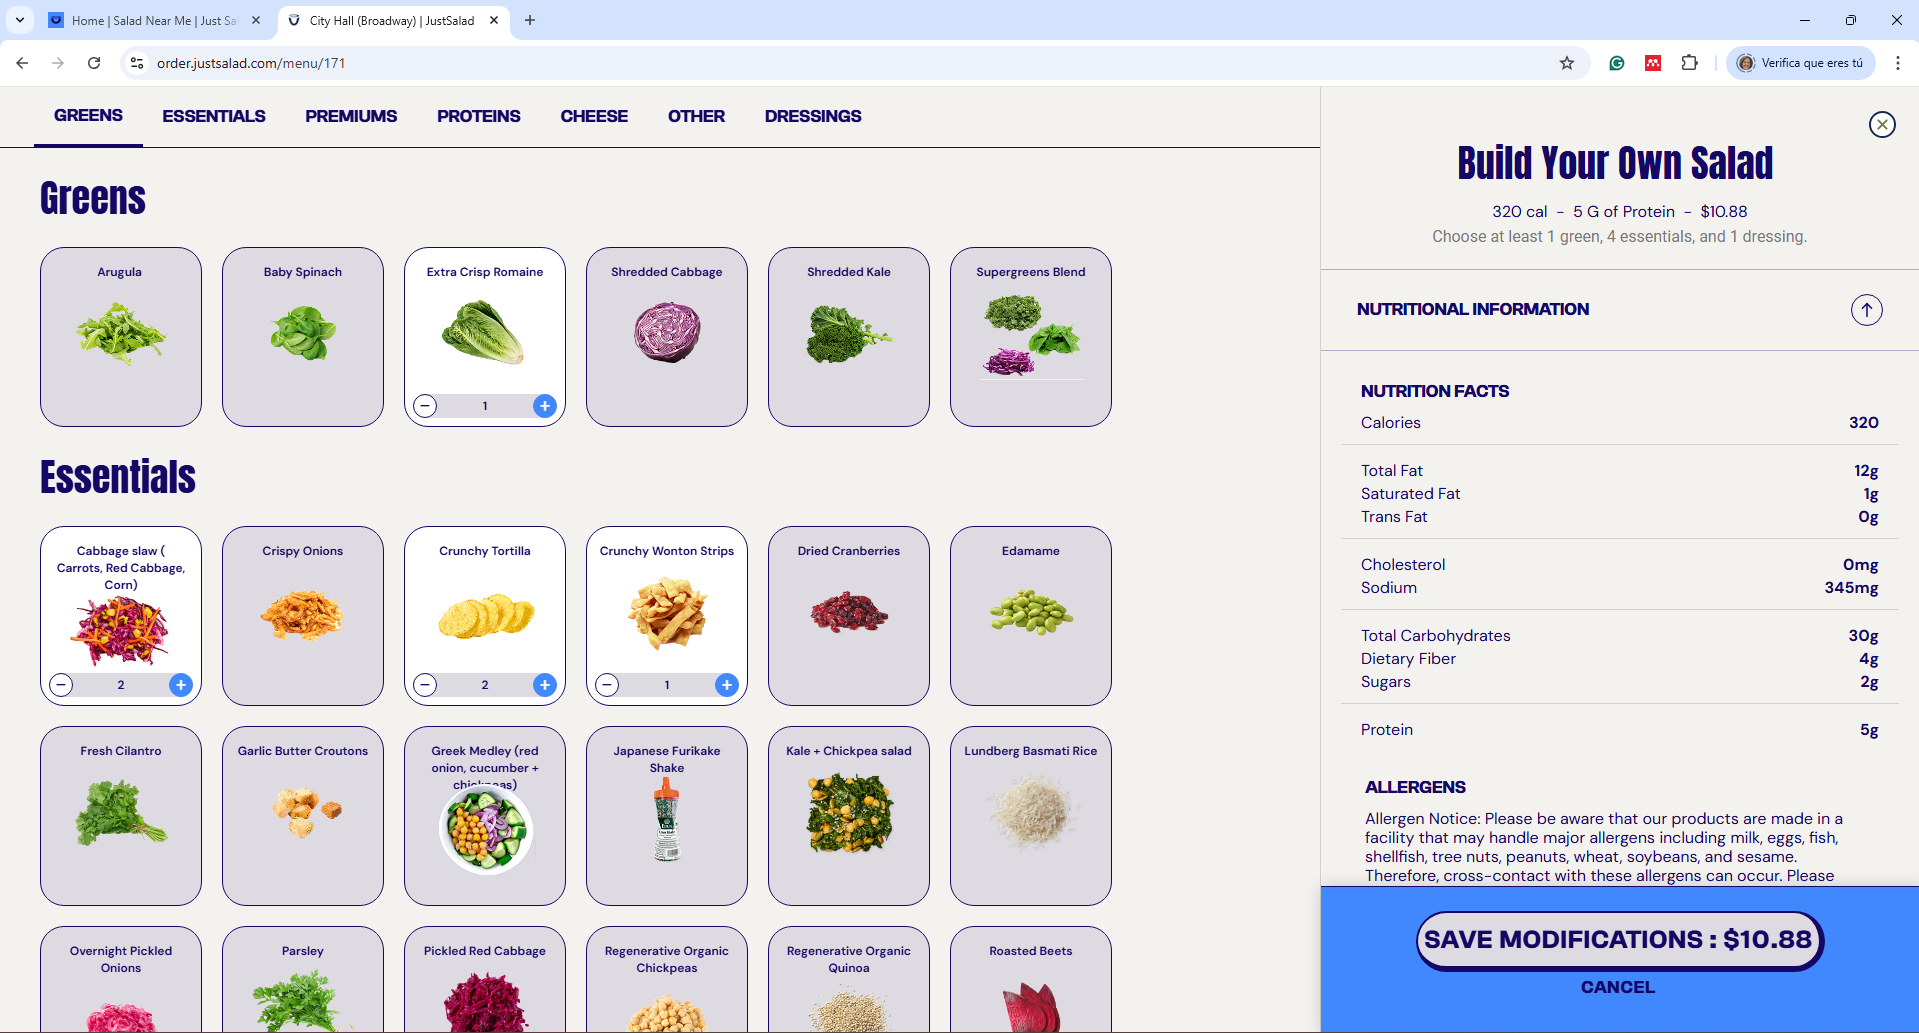 Home | Salad Near Me | Just Sa
City Hall (Broadway) | JustSalad
order.justsalad.com/menu/171
Verifica que eres tú
GREENS
ESSENTIALS
PREMIUMS
PROTEINS
CHEESE
OTHER
DRESSINGS
Greens
Arugula
Baby Spinach
Extra Crisp Romaine
1
Shredded Cabbage
Shredded Kale
Supergreens Blend
Essentials
Cabbage slaw (
Carrots, Red Cabbage,
Corn)
2
Crispy Onions
Crunchy Tortilla
2
Crunchy Wonton Strips
1
Dried Cranberries
Edamame
Fresh Cilantro
Garlic Butter Croutons
Greek Medley (red
onion, cucumber +
chickpeas)
Japanese Furikake
Shake
Kale + Chickpea salad
Lundberg Basmati Rice
Overnight Pickled
Onions
Parsley
Pickled Red Cabbage
Regenerative Organic
Chickpeas
Regenerative Organic
Quinoa
Roasted Beets
Build Your Own Salad
320 cal - 5 G of Protein - $10.88
Choose at least 1 green, 4 essentials, and 1 dressing.
NUTRITIONAL INFORMATION
NUTRITION FACTS
Calories 320
Total Fat 12g
Saturated Fat 1g
Trans Fat 0g
Cholesterol 0mg
Sodium 345mg
Total Carbohydrates 30g
Dietary Fiber 4g
Sugars 2g
Protein 5g
ALLERGENS
Allergen Notice: Please be aware that our products are made in a
facility that may handle major allergens including milk, eggs, fish,
shellfish, tree nuts, peanuts, wheat, soybeans, and sesame.
Therefore, cross-contact with these allergens can occur. Please
SAVE MODIFICATIONS : $10.88
CANCEL